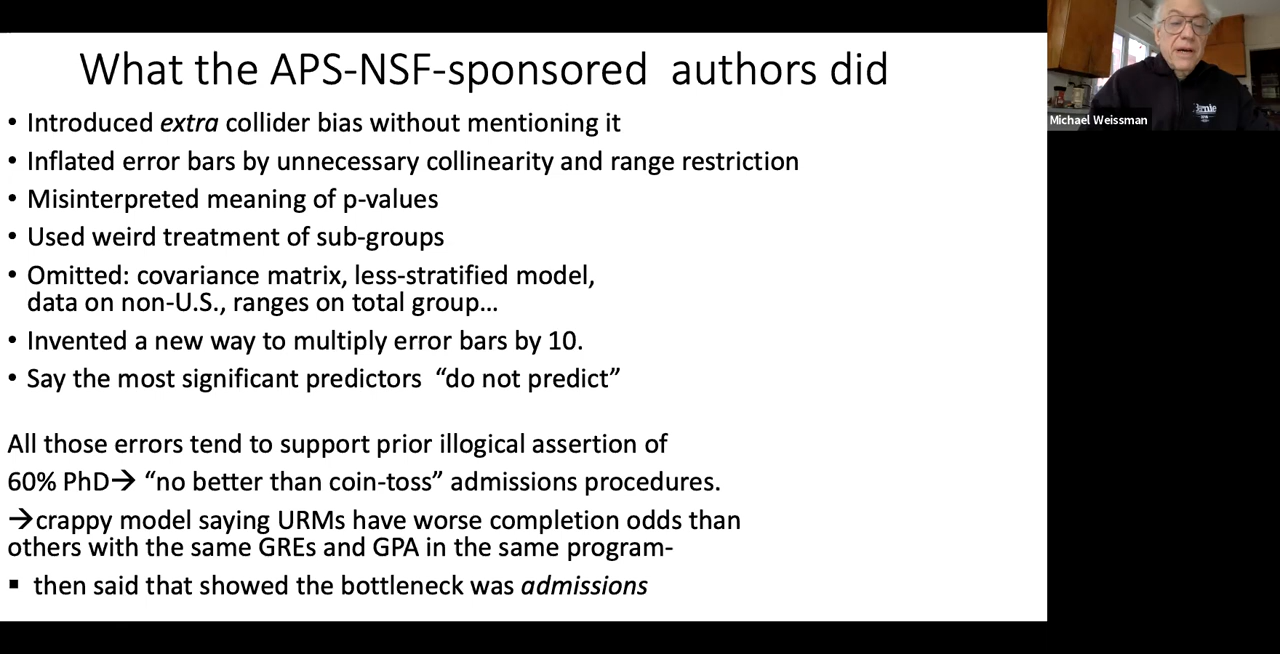 What the APS-NSF-sponsored authors did
• Introduced extra collider bias without mentioning it
• Inflated error bars by unnecessary collinearity and range restriction
• Misinterpreted meaning of p-values
• Used weird treatment of sub-groups
• Omitted: covariance matrix, less-stratified model,
data on non-U.S., ranges on total group…
• Invented a new way to multiply error bars by 10.
• Say the most significant predictors “do not predict”
All those errors tend to support prior illogical assertion of
60% PhD→ “no better than coin-toss” admissions procedures.
→crappy model saying URMs have worse completion odds than
others with the same GREs and GPA in the same program-
▪ then said that showed the bottleneck was admissions
Bernie
Michael Weissman